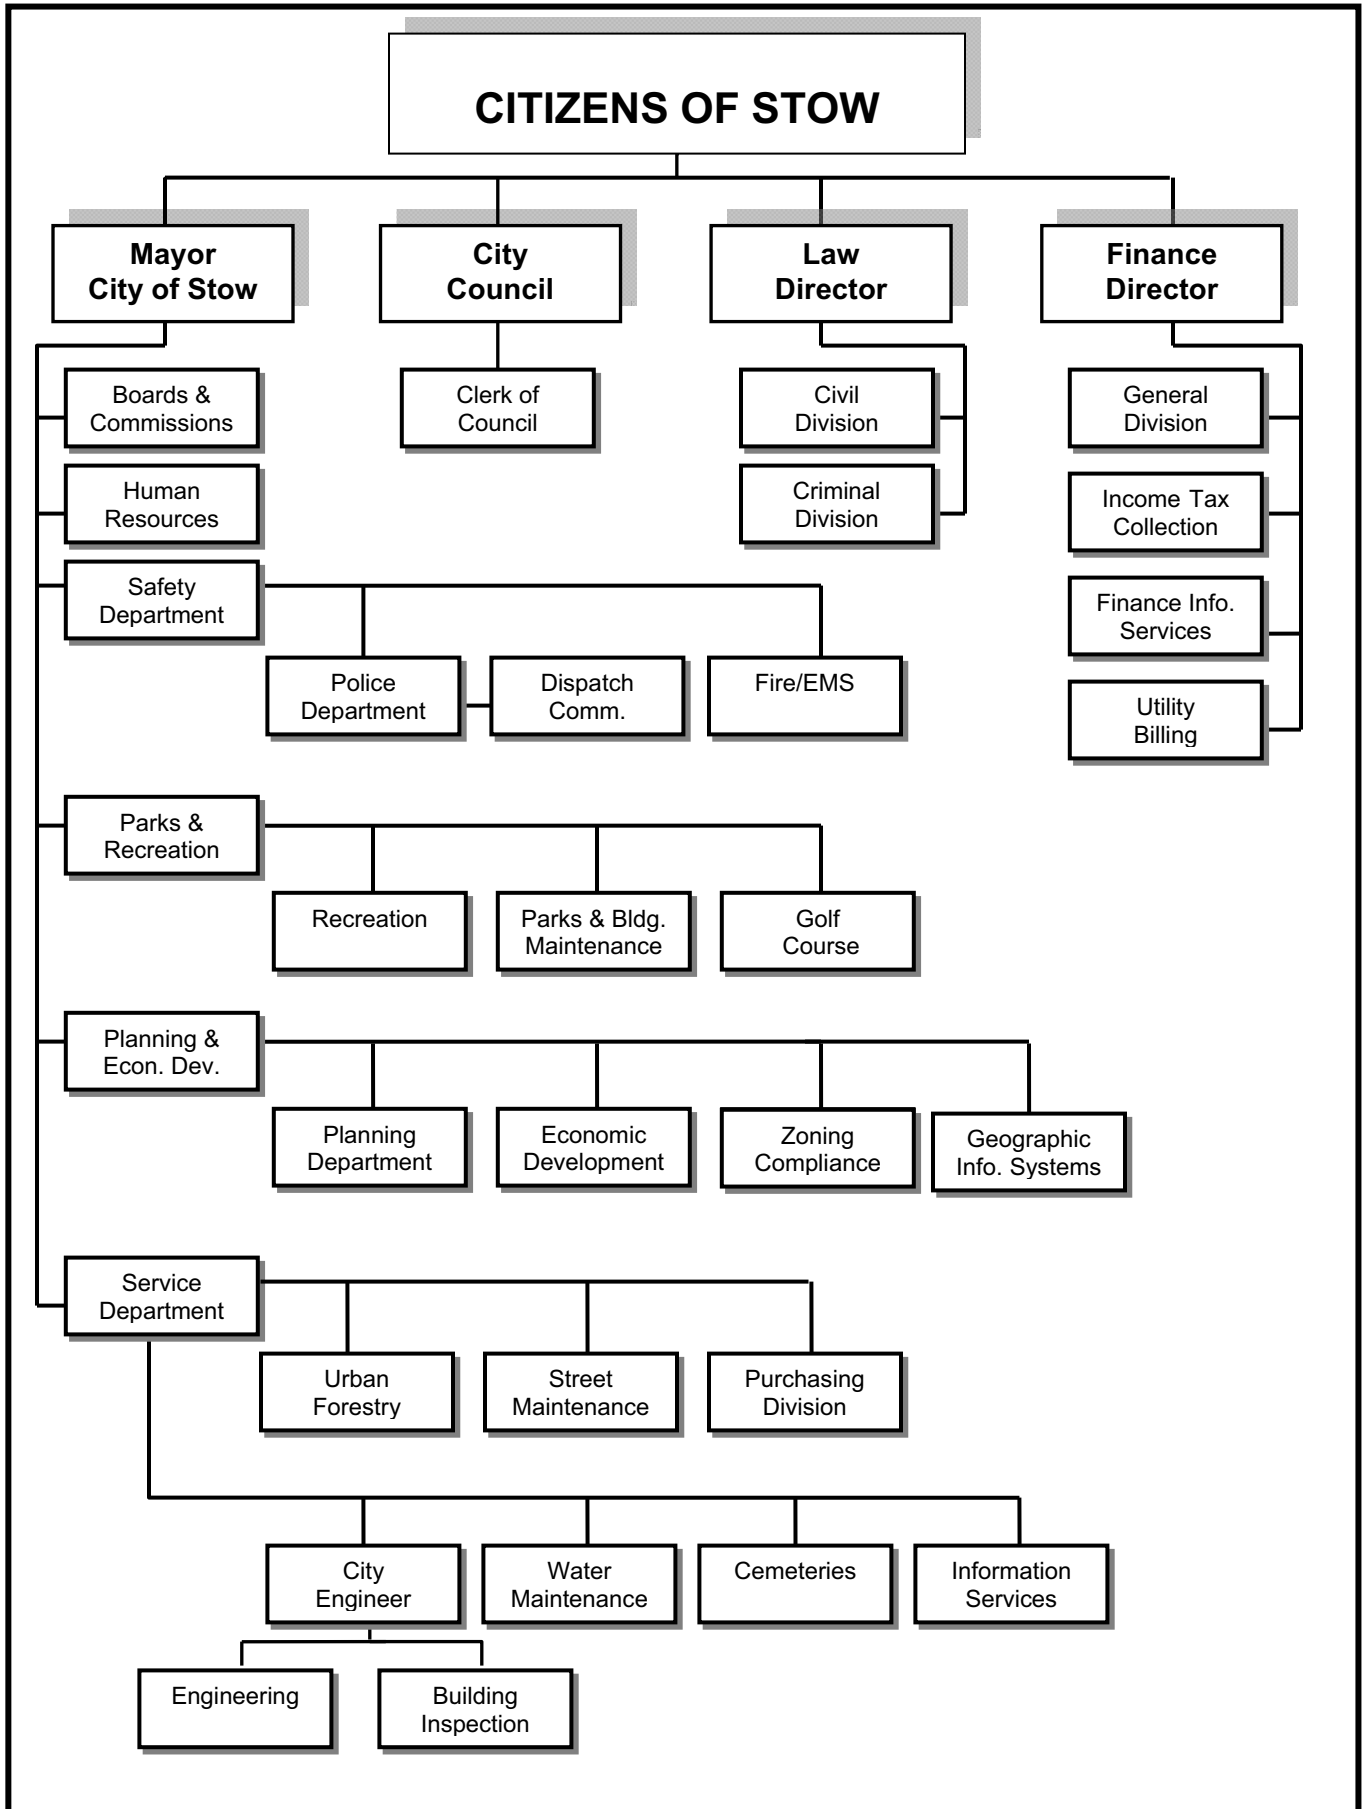 CITIZENS OF STOW
Mayor
City of Stow
City
Council
Law
Director
Finance
Director
Boards &
Commissions
Clerk of
Council
Civil
Division
General
Division
Human
Resources
Criminal
Division
Income Tax
Collection
Safety
Department
Finance Info.
Services
Police
Department
Dispatch
Comm.
Fire/EMS
Utility
Billing
Parks &
Recreation
Recreation
Parks & Bldg.
Maintenance
Golf
Course
Planning &
Econ. Dev.
Planning
Department
Economic
Development
Zoning
Compliance
Geographic
Info. Systems
Service
Department
Urban
Forestry
Street
Maintenance
Purchasing
Division
City
Engineer
Water
Maintenance
Cemeteries
Information
Services
Engineering
Building
Inspection